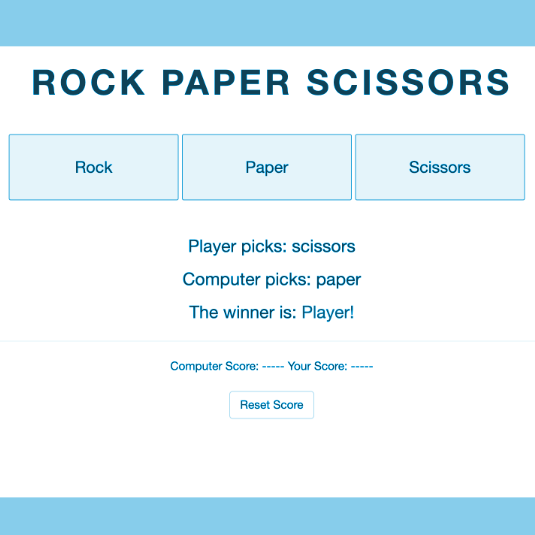 ROCK PAPER SCISSORS
Rock Paper Scissors
Player picks: scissors
Computer picks: paper
The winner is: Player!
Computer Score: ----- Your Score: -----
Reset Score